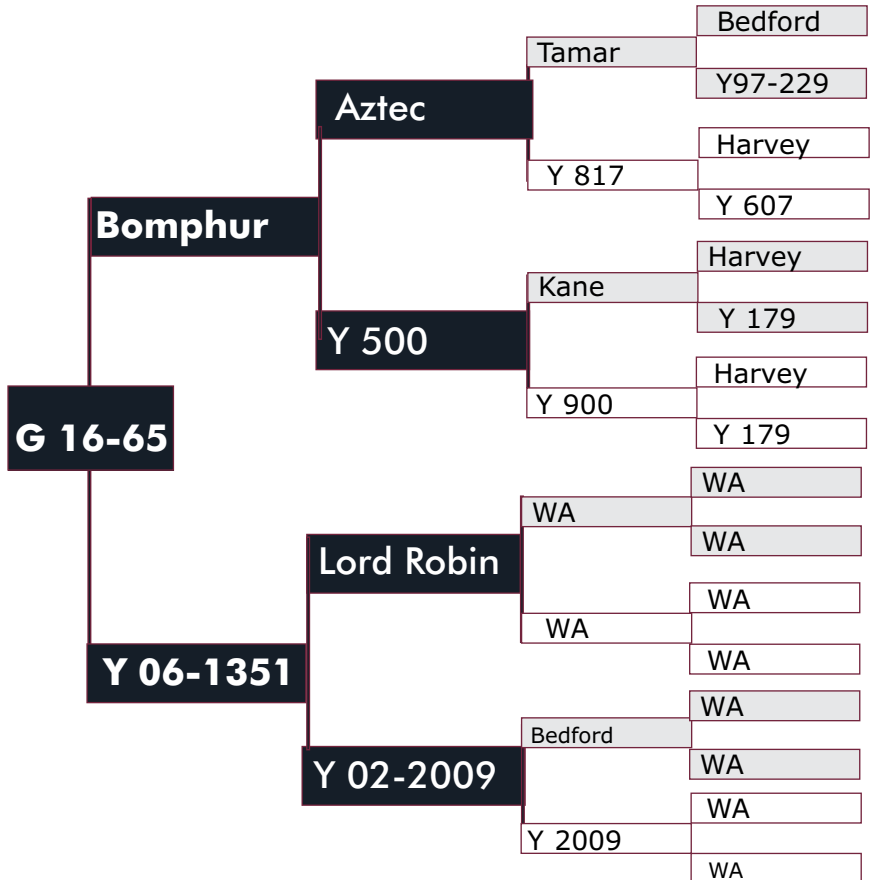 Bedford
Tamar
Y97-229
Aztec
Harvey
Y 817
Y 607
Bomphur
Harvey
Kane
Y 179
Y 500
Harvey
Y 900
Y 179
G 16-65
WA
WA
WA
Lord Robin
WA
WA
WA
Y 06-1351
WA
Bedford
WA
Y 02-2009
WA
Y 2009
WA